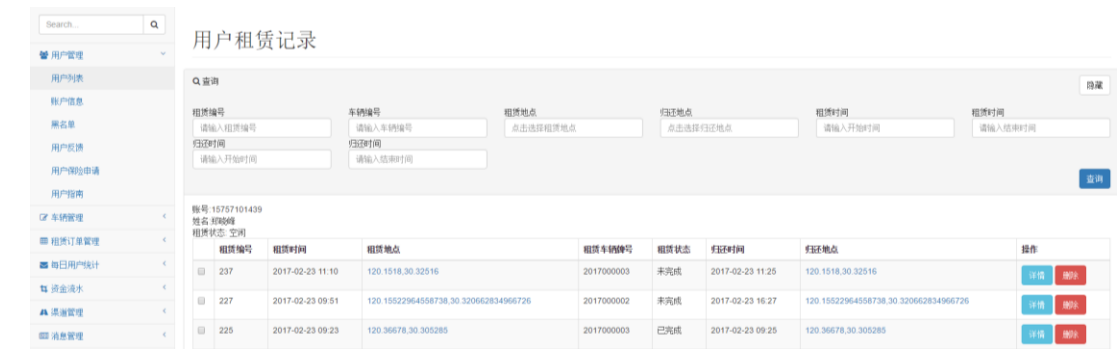 Search...
用户管理
用户列表
账户信息
黑名单
用户反馈
用户保险申请
用户指南
车辆管理
租赁订单管理
每日用户统计
资金流水
渠道管理
消息管理
用户租赁记录
查询
隐藏
租赁编号 车辆编号 租赁地点 归还地点 租赁时间 租赁时间
请输入租赁编号 请输入车辆编号 点击选择租赁地点 点击选择归还地点 请输入开始时间 请输入结束时间
归还时间 归还时间
请输入开始时间 请输入结束时间
查询
账号:15757101439
姓名:郑晓峰
租赁状态: 空闲
租赁编号 租赁时间 租赁地点 租赁车辆牌号 租赁状态 归还时间 归还地点 操作
237 2017-02-23 11:10 120.1518,30.32516 2017000003 未完成 2017-02-23 11:25 120.1518,30.32516 详情 删除
227 2017-02-23 09:51 120.15522964558738,30.320662834966726 2017000002 未完成 2017-02-23 16:27 120.15522964558738,30.320662834966726 详情 删除
225 2017-02-23 09:23 120.36678,30.305285 2017000003 已完成 2017-02-23 09:25 120.36678,30.305285 详情 删除